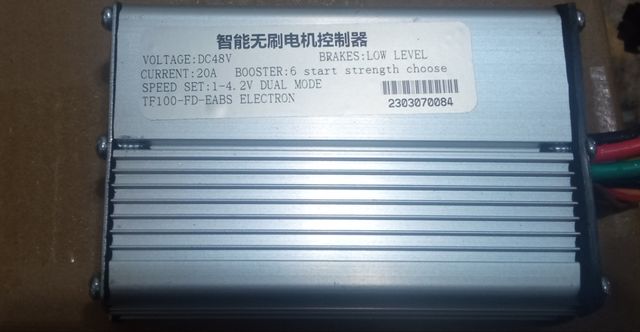 智能无刷电机控制器
VOLTAGE:DC48V BRAKES:LOW LEVEL
CURRENT:20A BOOSTER:6 start strength choose
SPEED SET:1-4.2V DUAL MODE
TF100-FD-EABS ELECTRON
2303070084